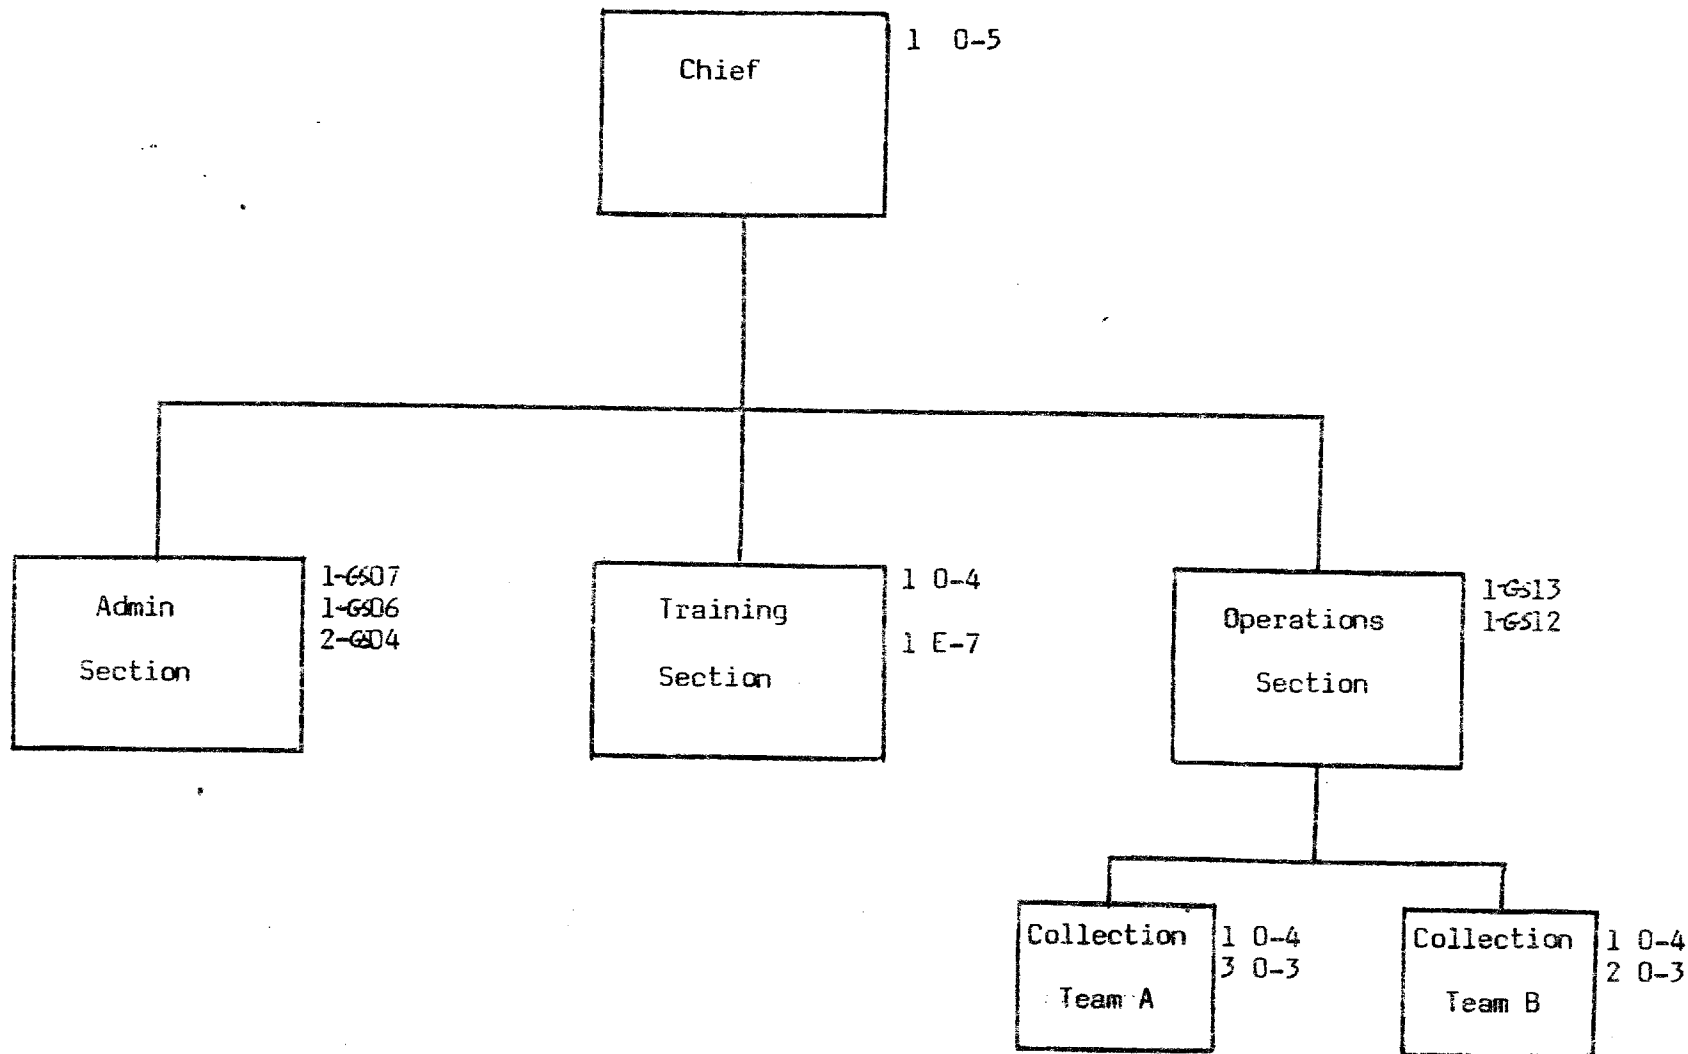 Chief
1 O-5
Admin
Section
1-GS07
1-GS06
2-GS04
Training
Section
1 O-4
1 E-7
Operations
Section
1-GS13
1-GS12
Collection
Team A
1 O-4
3 O-3
Collection
Team B
1 O-4
2 O-3